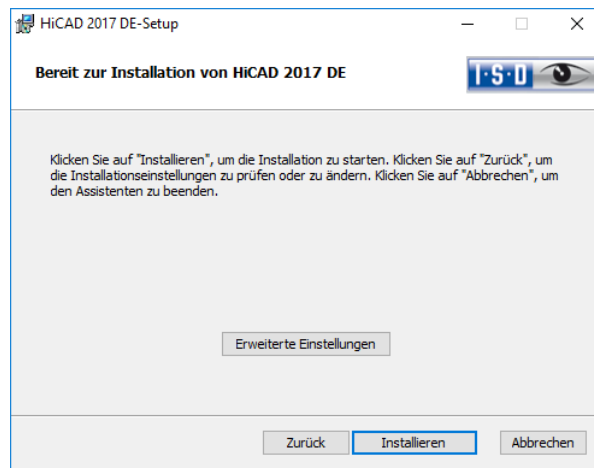 HiCAD 2017 DE-Setup
Bereit zur Installation von HiCAD 2017 DE
I·S·D
Klicken Sie auf "Installieren", um die Installation zu starten. Klicken Sie auf "Zurück", um
die Installationseinstellungen zu prüfen oder zu ändern. Klicken Sie auf "Abbrechen", um
den Assistenten zu beenden.
Erweiterte Einstellungen
Zurück
Installieren
Abbrechen